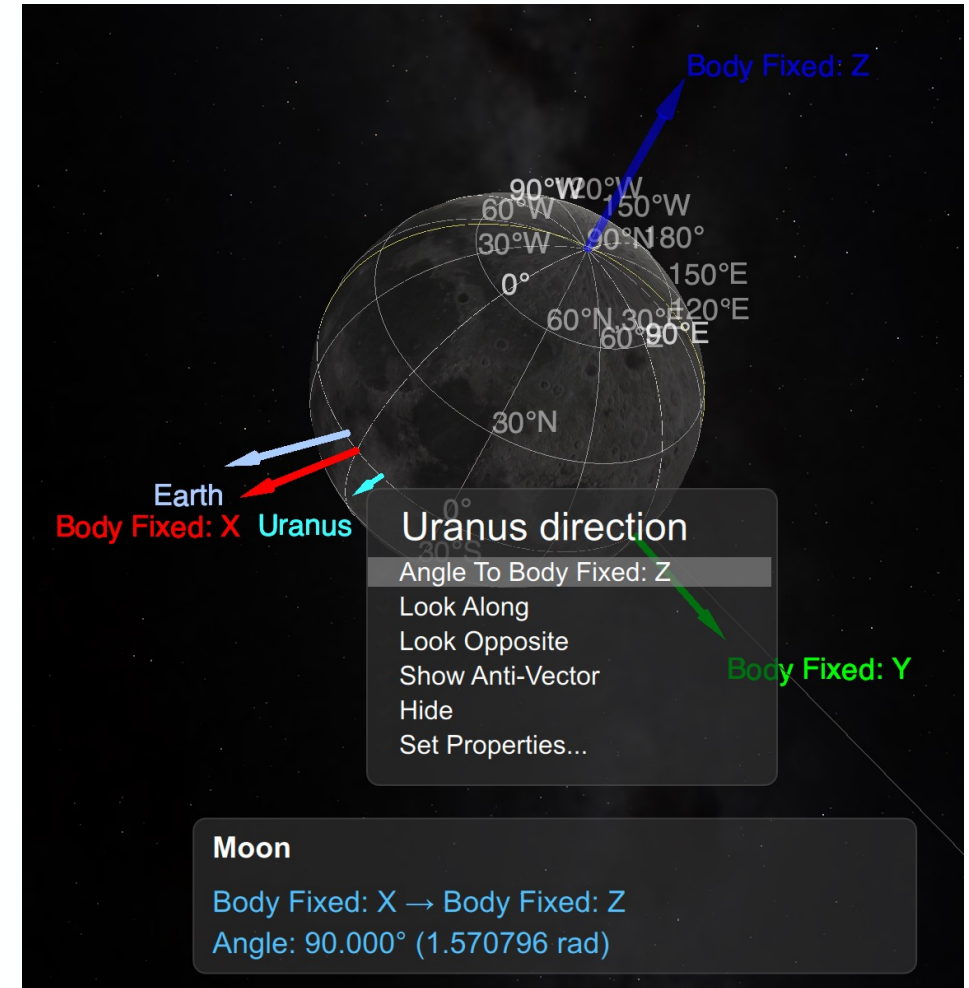 Body Fixed: Z
90°W
120°W
60°W
150°W
30°W
90°N
180°
0°
150°E
120°E
60°N
30°E
60°E
90°E
30°N
Earth
Body Fixed: X
Uranus
0°
30°S
Uranus direction
Angle To Body Fixed: Z
Look Along
Look Opposite
Show Anti-Vector
Hide
Set Properties...
Body Fixed: Y
Moon
Body Fixed: X → Body Fixed: Z
Angle: 90.000° (1.570796 rad)